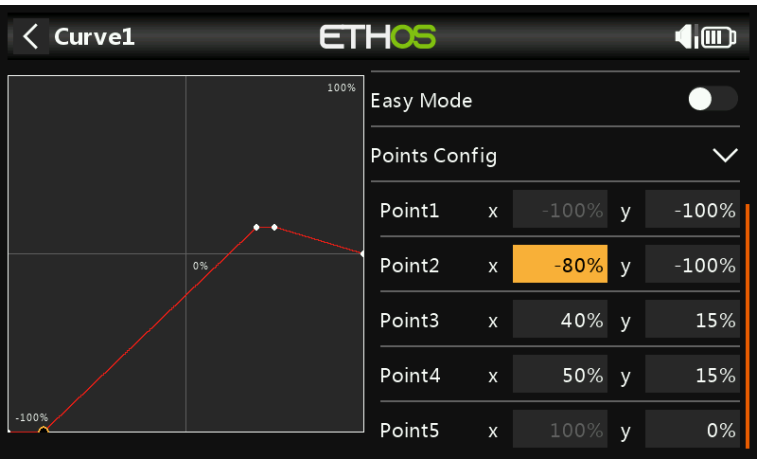 Curve1 ETHOS
100%
0%
-100%
Easy Mode
Points Config
Point1 x -100% y -100%
Point2 x -80% y -100%
Point3 x 40% y 15%
Point4 x 50% y 15%
Point5 x 100% y 0%